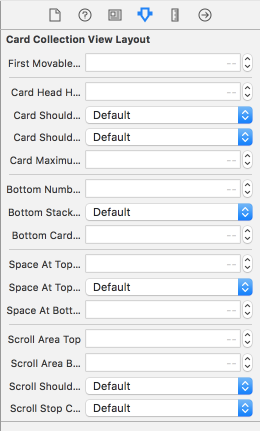 Card Collection View Layout
First Movable... --
Card Head H... --
Card Should... Default
Card Should... Default
Card Maximu... --
Bottom Numb... --
Bottom Stack... Default
Bottom Card... --
Space At Top... --
Space At Top... Default
Space At Bott... --
Scroll Area Top --
Scroll Area B... --
Scroll Should... Default
Scroll Stop C... Default